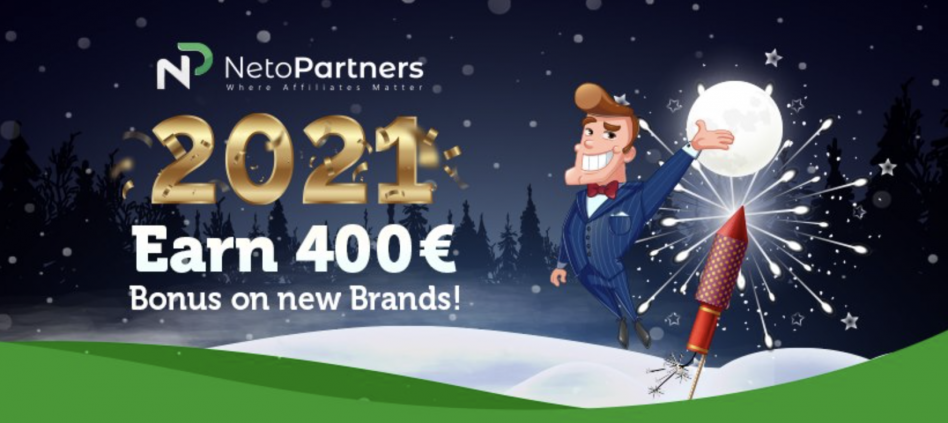 NetoPartners
Where Affiliates Matter
2021
Earn 400€
Bonus on new Brands!